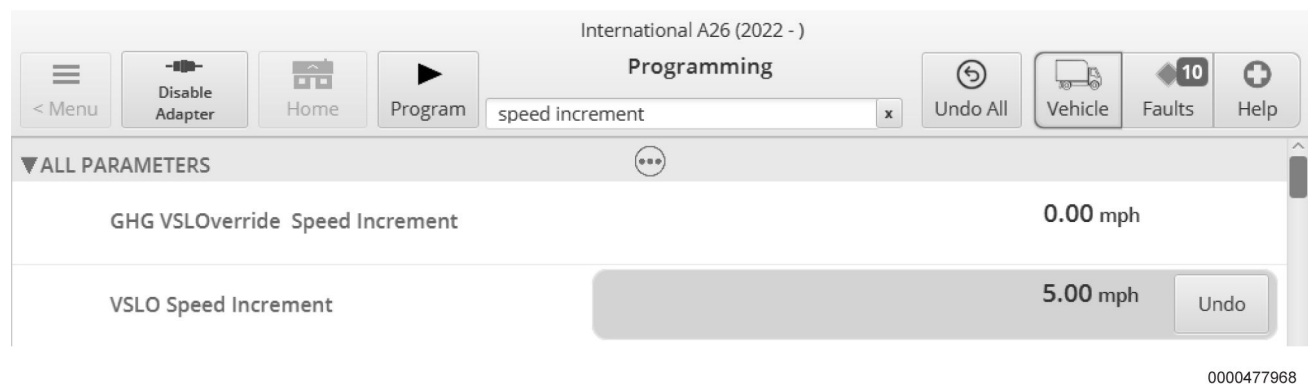 International A26 (2022 - )
< Menu
Disable
Adapter
Home
Program
Programming
speed increment
x
Undo All
Vehicle
10
Faults
Help
▼ALL PARAMETERS
GHG VSLOverride  Speed Increment 0.00 mph
VSLO Speed Increment 5.00 mph Undo
0000477968